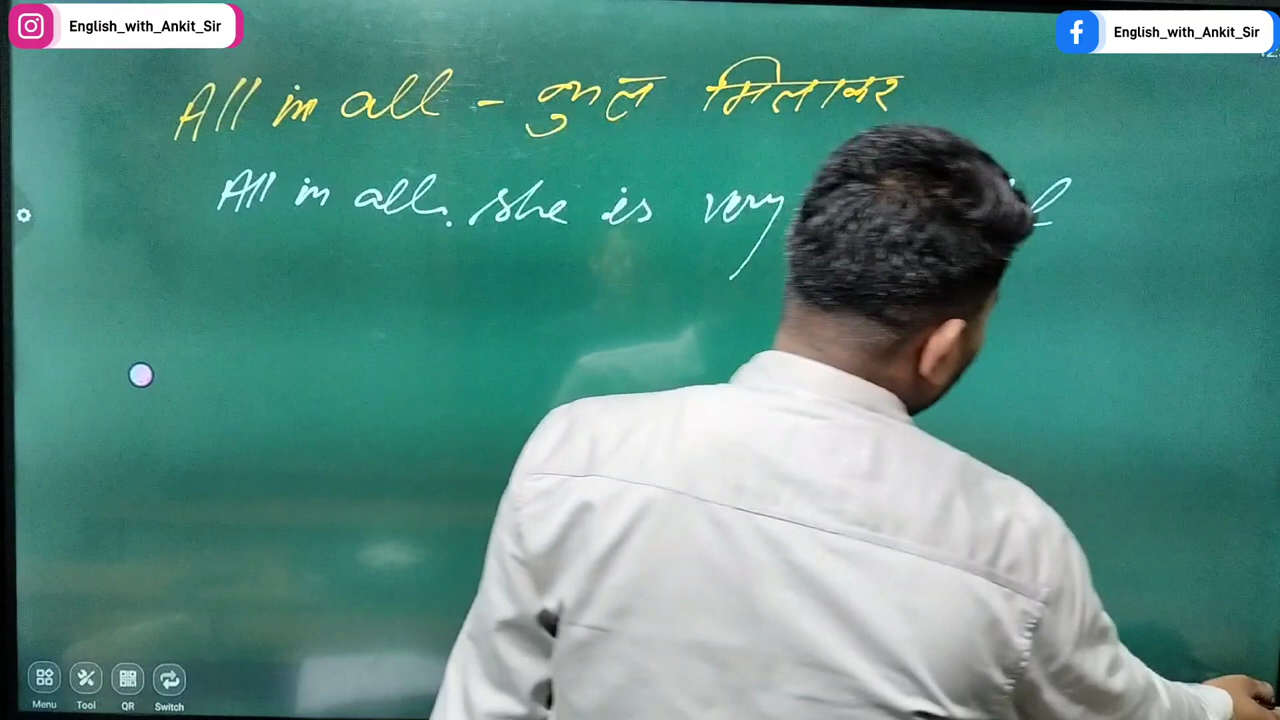 English_with_Ankit_Sir
English_with_Ankit_Sir
All in all - कुल मिलाकर
All in all. she is very
Menu Tool QR Switch